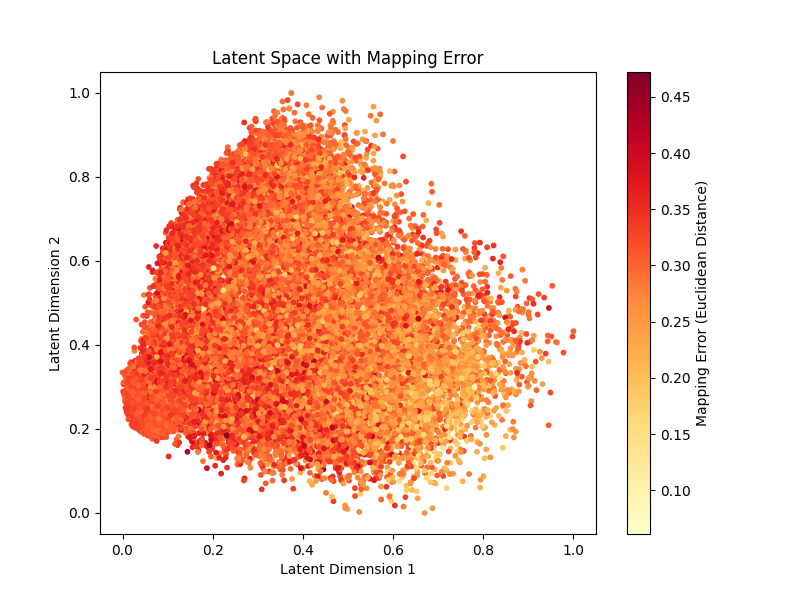 Latent Space with Mapping Error
1.0
0.8
0.6
0.4
0.2
0.0
Latent Dimension 2
0.0 0.2 0.4 0.6 0.8 1.0
Latent Dimension 1
0.45
0.40
0.35
0.30
0.25
0.20
0.15
0.10
Mapping Error (Euclidean Distance)